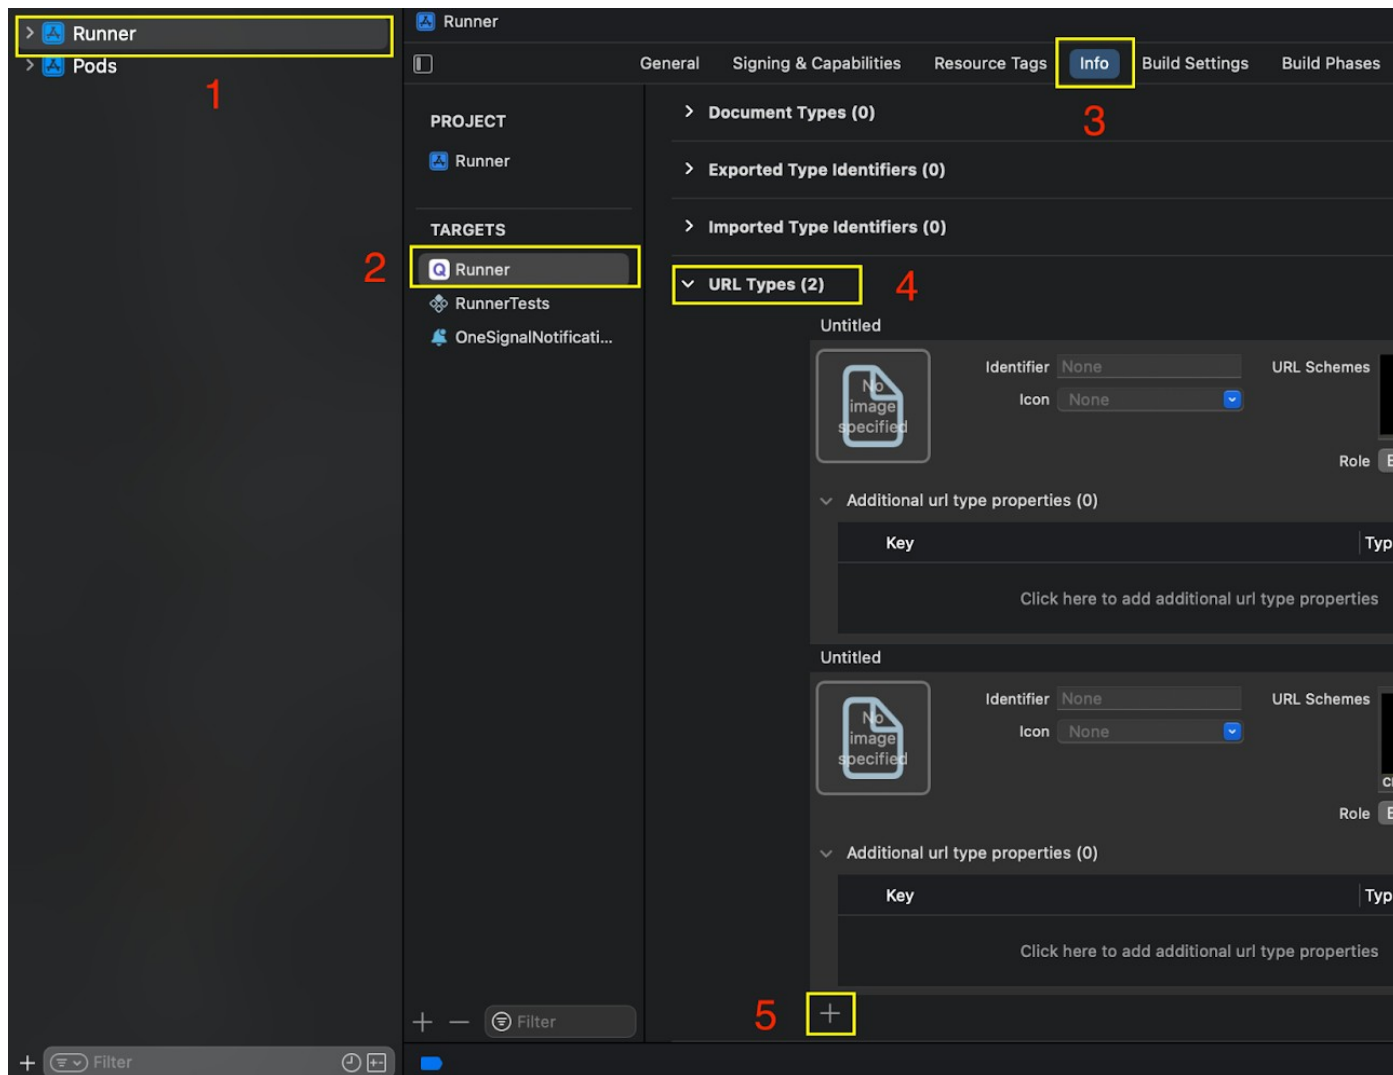 Runner
Pods
1
Runner
General Signing & Capabilities Resource Tags Info Build Settings Build Phases
3
PROJECT
Runner
TARGETS
2
Runner
RunnerTests
OneSignalNotificati...
Document Types (0)
Exported Type Identifiers (0)
Imported Type Identifiers (0)
URL Types (2)
4
Untitled
No image specified
Identifier None
URL Schemes
Icon None
Role
Additional url type properties (0)
Key
Typ
Click here to add additional url type properties
Untitled
No image specified
Identifier None
URL Schemes
Icon None
Role
Additional url type properties (0)
Key
Typ
Click here to add additional url type properties
5
Filter
Filter